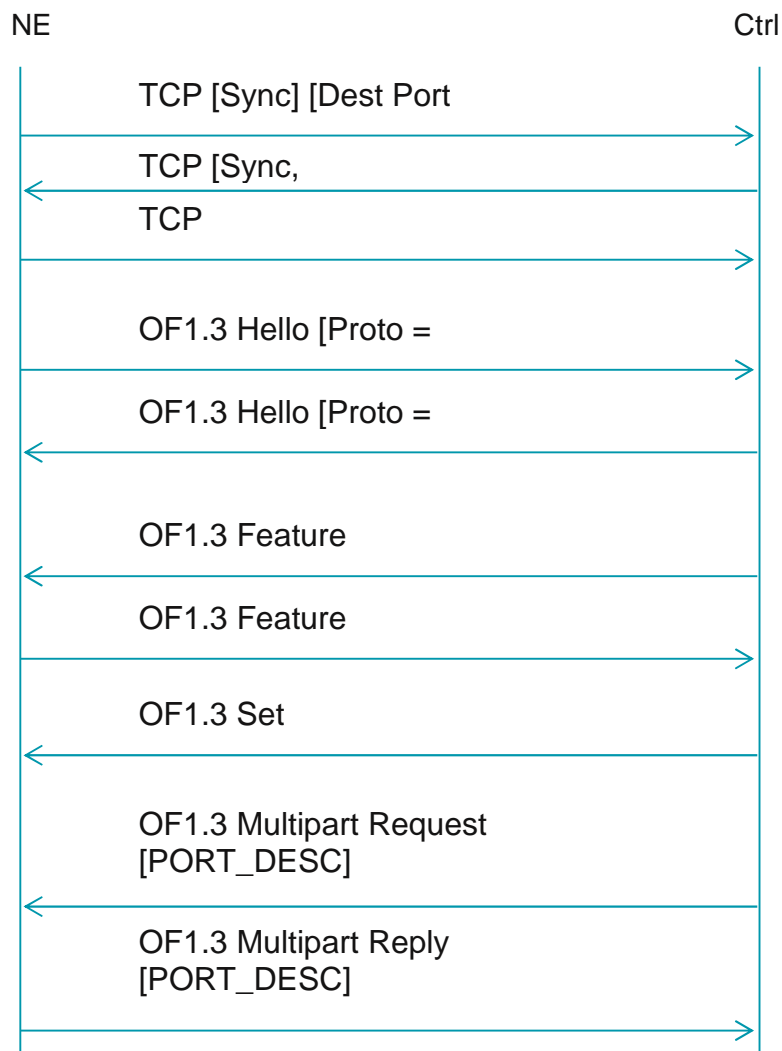 NE
Ctrl
TCP [Sync] [Dest Port
TCP [Sync,
TCP
OF1.3 Hello [Proto =
OF1.3 Hello [Proto =
OF1.3 Feature
OF1.3 Feature
OF1.3 Set
OF1.3 Multipart Request
[PORT_DESC]
OF1.3 Multipart Reply
[PORT_DESC]